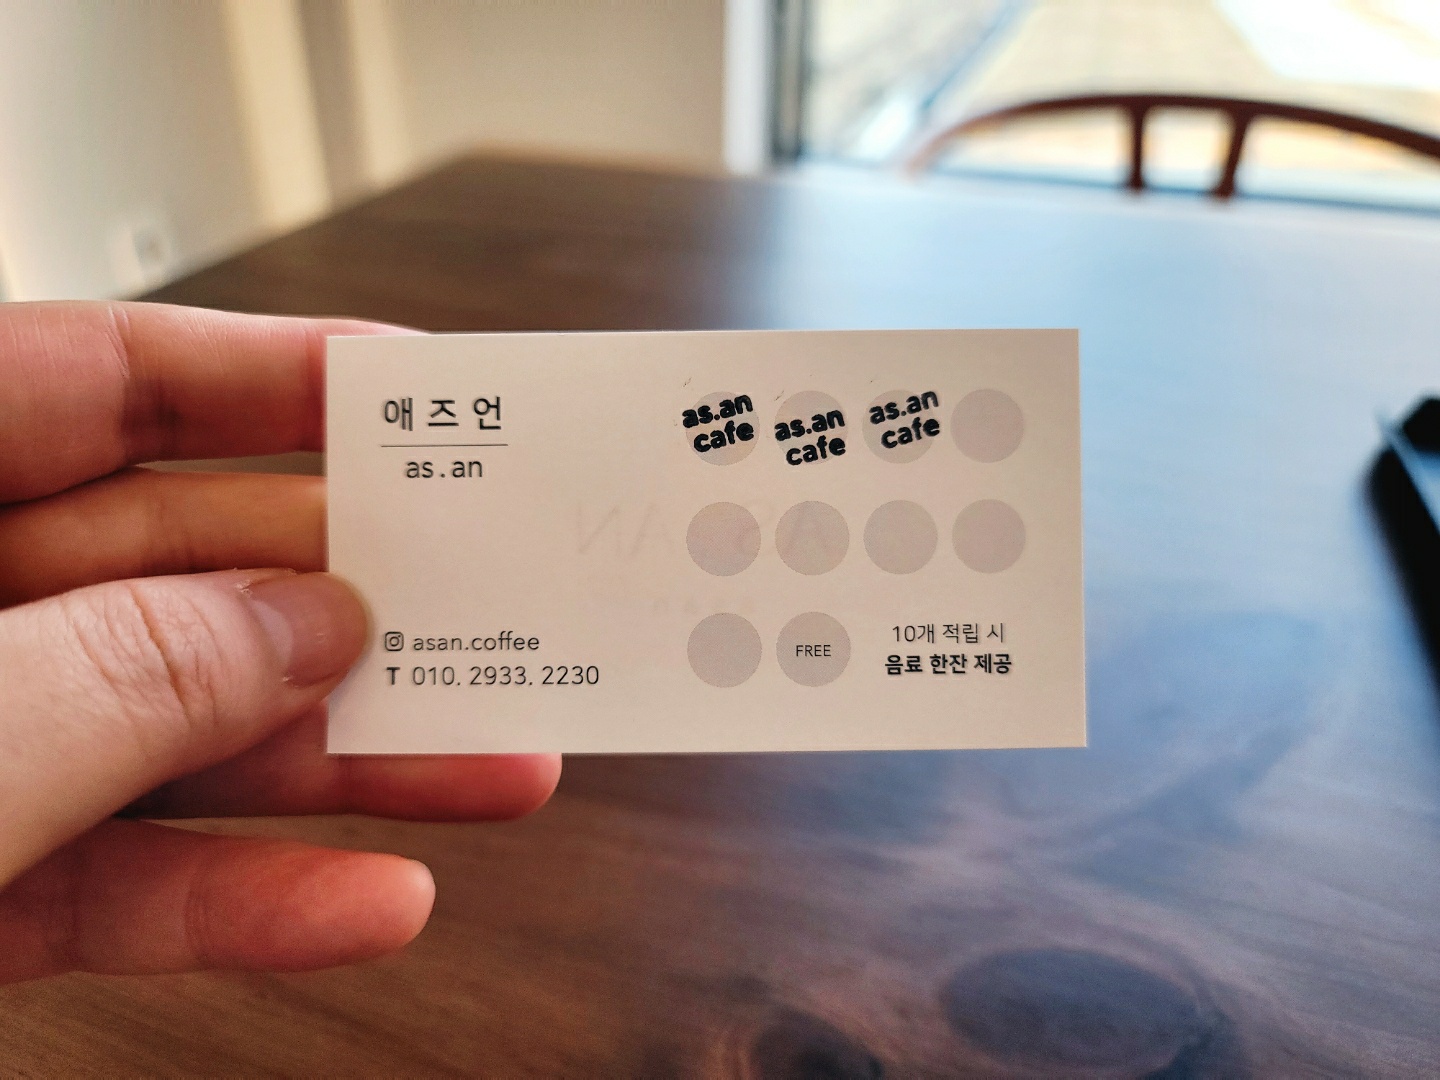 애즈언
as.an
as.an
cafe
as.an
cafe
as.an
cafe
FREE
10개 적립 시
음료 한잔 제공
asan.coffee
T 010. 2933. 2230